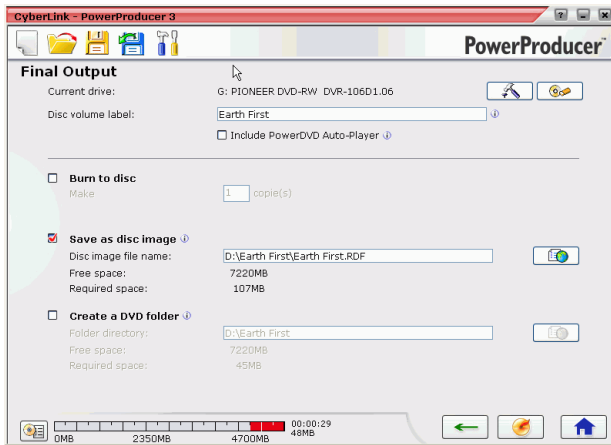 CyberLink - PowerProducer 3
PowerProducer™
Final Output
Current drive: G: PIONEER DVD-RW DVR-106D1.06
Disc volume label: Earth First
Include PowerDVD Auto-Player
Burn to disc
Make 1 copie(s)
Save as disc image
Disc image file name: D:\Earth First\Earth First.RDF
Free space: 7220MB
Required space: 107MB
Create a DVD folder
Folder directory: D:\Earth First
Free space: 7220MB
Required space: 45MB
00:00:29
0MB 2350MB 4700MB 48MB